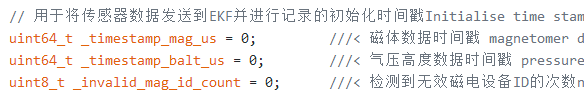 // 用于将传感器数据发送到EKF并进行记录的初始化时间戳Initialise time stam
uint64_t _timestamp_mag_us = 0; ///< 磁体数据时间戳 magnetomer d
uint64_t _timestamp_balt_us = 0; ///< 气压高度数据时间戳 pressure
uint8_t _invalid_mag_id_count = 0; ///< 检测到无效磁电设备ID的次数n